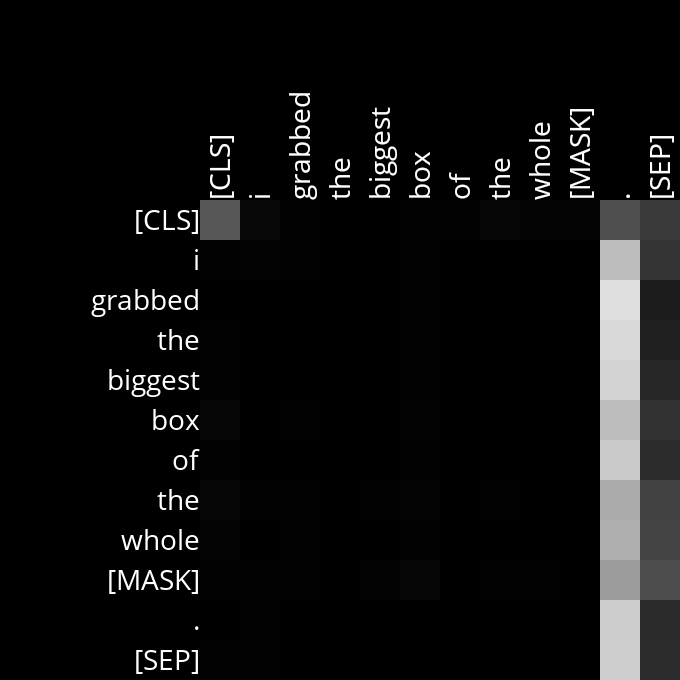 [CLS] i grabbed the biggest box of the whole [MASK] . [SEP]
[CLS]
i
grabbed
the
biggest
box
of
the
whole
[MASK]
.
[SEP]